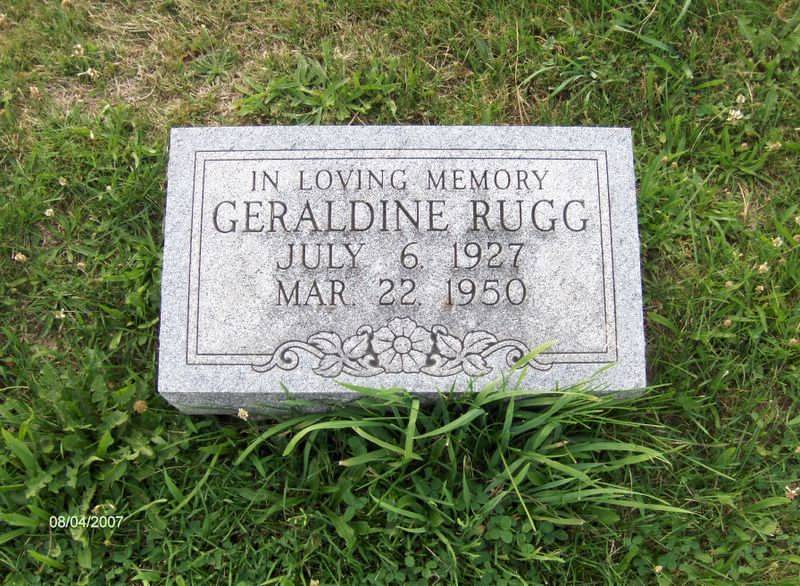 IN LOVING MEMORY
GERALDINE RUGG
JULY 6. 1927
MAR. 22. 1950
08/04/2007